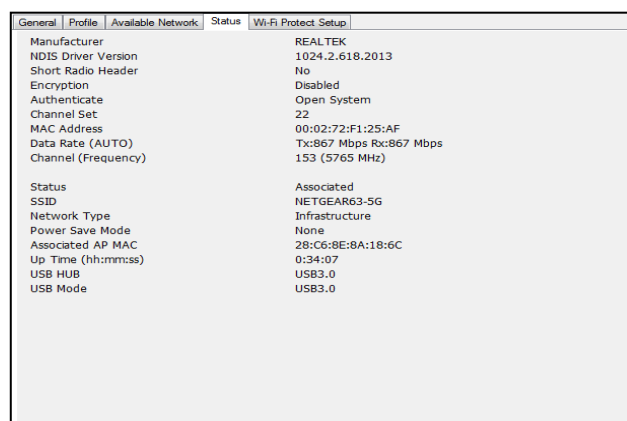 General Profile Available Network Status Wi-Fi Protect Setup
Manufacturer REALTEK
NDIS Driver Version 1024.2.618.2013
Short Radio Header No
Encryption Disabled
Authenticate Open System
Channel Set 22
MAC Address 00:02:72:F1:25:AF
Data Rate (AUTO) Tx:867 Mbps Rx:867 Mbps
Channel (Frequency) 153 (5765 MHz)
Status Associated
SSID NETGEAR63-5G
Network Type Infrastructure
Power Save Mode None
Associated AP MAC 28:C6:8E:8A:18:6C
Up Time (hh:mm:ss) 0:34:07
USB HUB USB3.0
USB Mode USB3.0